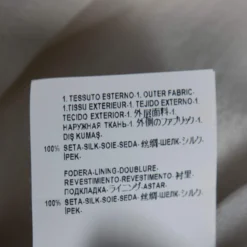 1. TESSUTO ESTERNO-1. OUTER FABRIC-
1.TISSU EXTERIEUR-1. TEJIDO EXTERNO-1.
TECIDO EXTERIOR-1. 外层面料-1.
НАРУЖНАЯ ТКАНЬ-1. 外側のファブリック-1.
DIŞ KUMAŞ
100% SETA-SILK-SOIE-SEDA-丝绸-ШЕЛК-シルク-
İPEK-
FODERA-LINING-DOUBLURE-
REVESTIMIENTO-REVESTIMENTO-衬里-
ПОДКЛАДКА-ライニング-ASTAR-
100% SETA-SILK-SOIE-SEDA-丝绸-ШЕЛК-シルク-
İPEK-